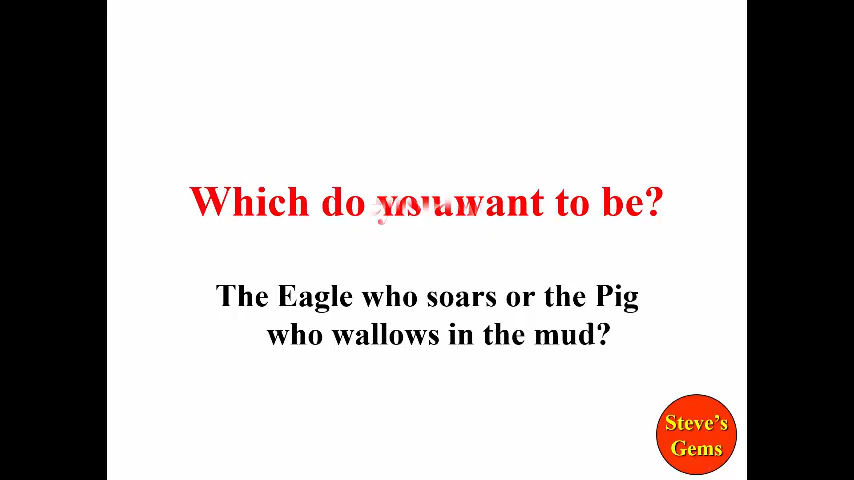 Which do you want to be?
The Eagle who soars or the Pig
who wallows in the mud?
Steve's
Gems